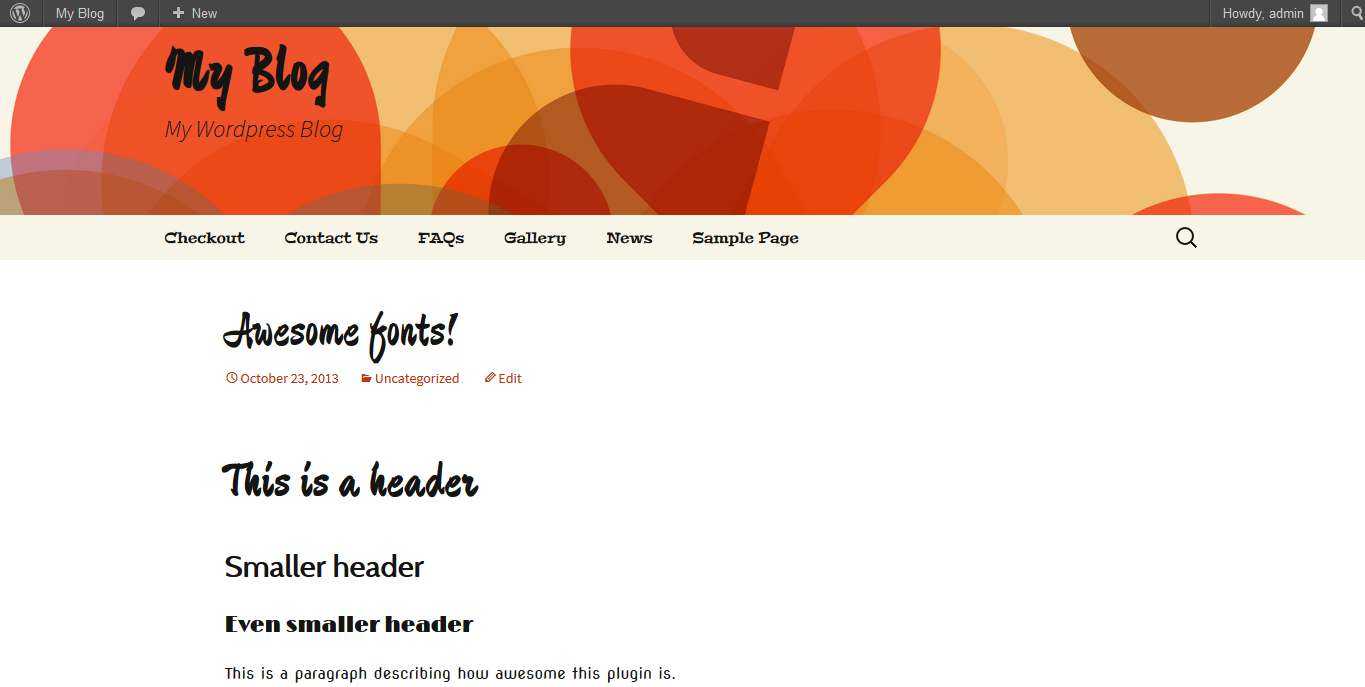 My Blog New Howdy, admin
My Blog
My Wordpress Blog
Checkout Contact Us FAQs Gallery News Sample Page
Awesome fonts!
October 23, 2013 Uncategorized Edit
This is a header
Smaller header
Even smaller header
This is a paragraph describing how awesome this plugin is.